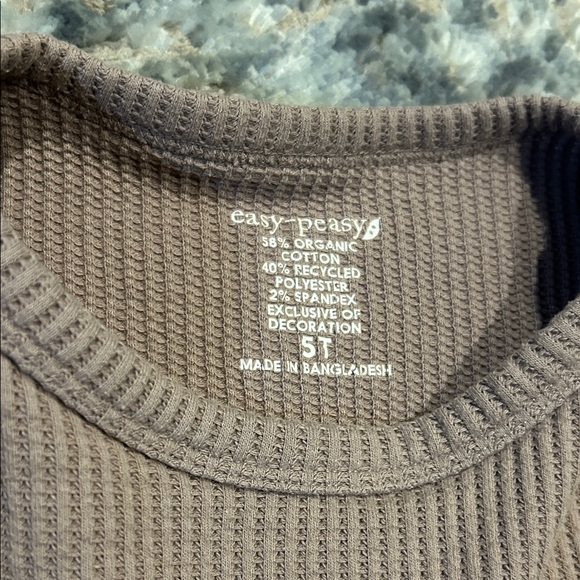 easy-peasy
58% ORGANIC
COTTON
40% RECYCLED
POLYESTER
2% SPANDEX
EXCLUSIVE OF
DECORATION
5T
MADE IN BANGLADESH